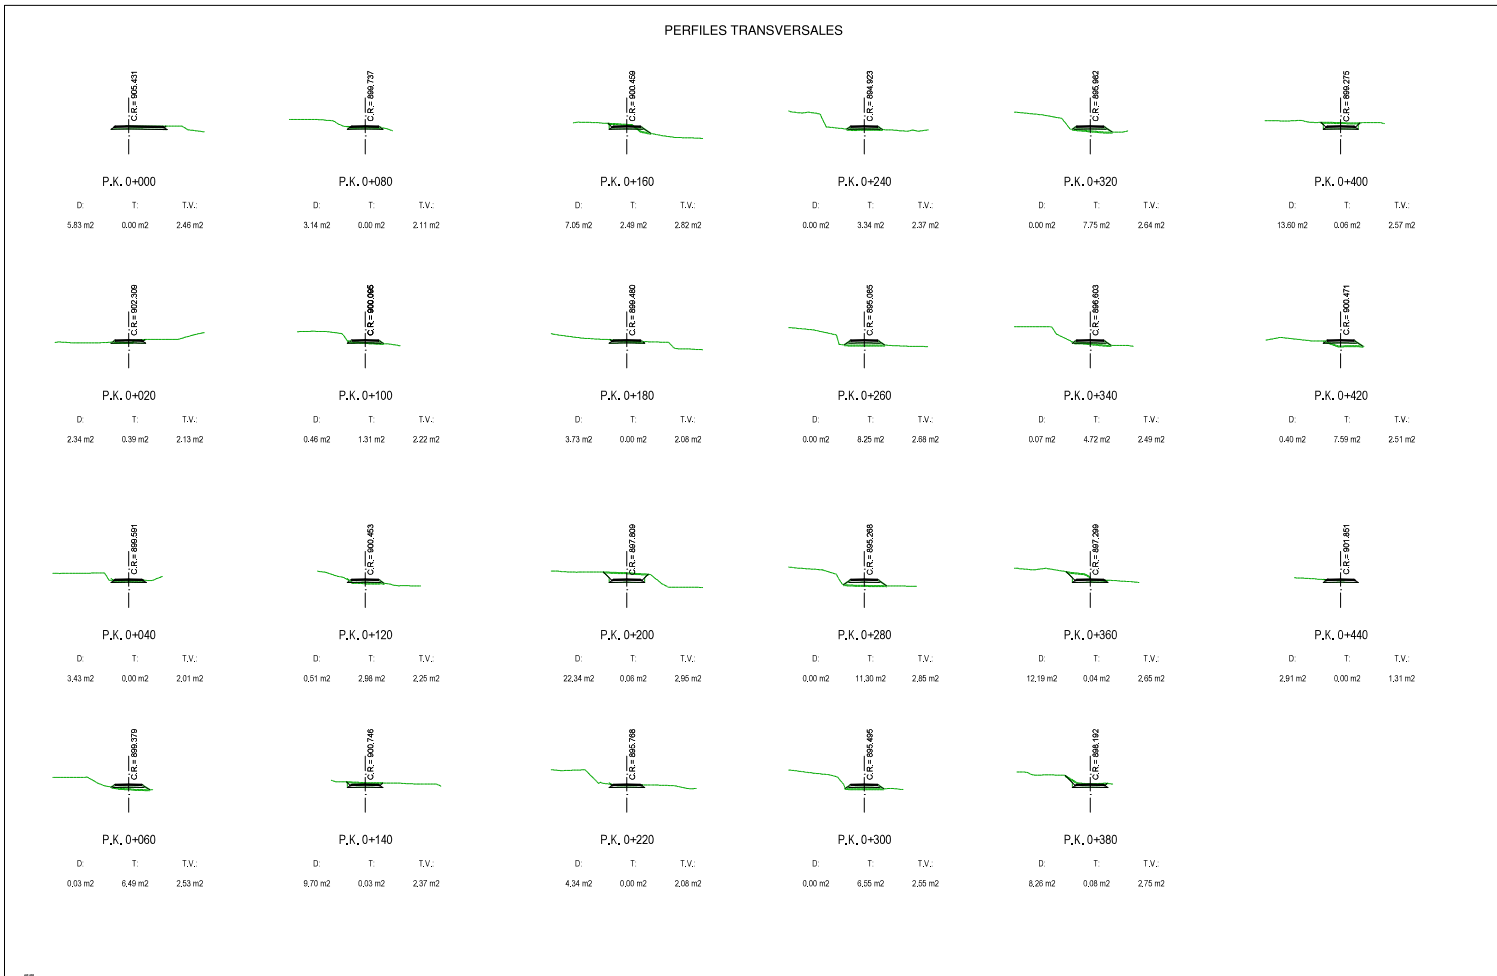 PERFILES TRANSVERSALES
C.R.= 905.431
P.K. 0+000
D: T: T.V.:
5.83 m2 0.00 m2 2.46 m2
C.R.= 902.309
P.K. 0+020
D: T: T.V.:
2.34 m2 0.39 m2 2.13 m2
C.R.= 899.591
P.K. 0+040
D: T: T.V.:
3.43 m2 0.00 m2 2.01 m2
C.R.= 899.379
P.K. 0+060
D: T: T.V.:
0.03 m2 6.49 m2 2.53 m2
C.R.= 899.737
P.K. 0+080
D: T: T.V.:
3.14 m2 0.00 m2 2.11 m2
C.R.= 900.095
P.K. 0+100
D: T: T.V.:
0.46 m2 1.31 m2 2.22 m2
C.R.= 900.453
P.K. 0+120
D: T: T.V.:
0.51 m2 2.98 m2 2.25 m2
C.R.= 900.746
P.K. 0+140
D: T: T.V.:
9.70 m2 0.03 m2 2.37 m2
C.R.= 900.459
P.K. 0+160
D: T: T.V.:
7.05 m2 2.49 m2 2.82 m2
C.R.= 899.480
P.K. 0+180
D: T: T.V.:
3.73 m2 0.00 m2 2.08 m2
C.R.= 897.809
P.K. 0+200
D: T: T.V.:
22.34 m2 0.06 m2 2.95 m2
C.R.= 895.768
P.K. 0+220
D: T: T.V.:
4.34 m2 0.00 m2 2.08 m2
C.R.= 894.923
P.K. 0+240
D: T: T.V.:
0.00 m2 3.34 m2 2.37 m2
C.R.= 895.065
P.K. 0+260
D: T: T.V.:
0.00 m2 8.25 m2 2.68 m2
C.R.= 895.268
P.K. 0+280
D: T: T.V.:
0.00 m2 11.30 m2 2.85 m2
C.R.= 895.495
P.K. 0+300
D: T: T.V.:
0.00 m2 6.55 m2 2.55 m2
C.R.= 895.962
P.K. 0+320
D: T: T.V.:
0.00 m2 7.75 m2 2.64 m2
C.R.= 896.603
P.K. 0+340
D: T: T.V.:
0.07 m2 4.72 m2 2.49 m2
C.R.= 897.299
P.K. 0+360
D: T: T.V.:
12.19 m2 0.04 m2 2.65 m2
C.R.= 898.192
P.K. 0+380
D: T: T.V.:
8.26 m2 0.08 m2 2.75 m2
C.R.= 899.275
P.K. 0+400
D: T: T.V.:
13.60 m2 0.06 m2 2.57 m2
C.R.= 900.471
P.K. 0+420
D: T: T.V.:
0.40 m2 7.59 m2 2.51 m2
C.R.= 901.851
P.K. 0+440
D: T: T.V.:
2.91 m2 0.00 m2 1.31 m2